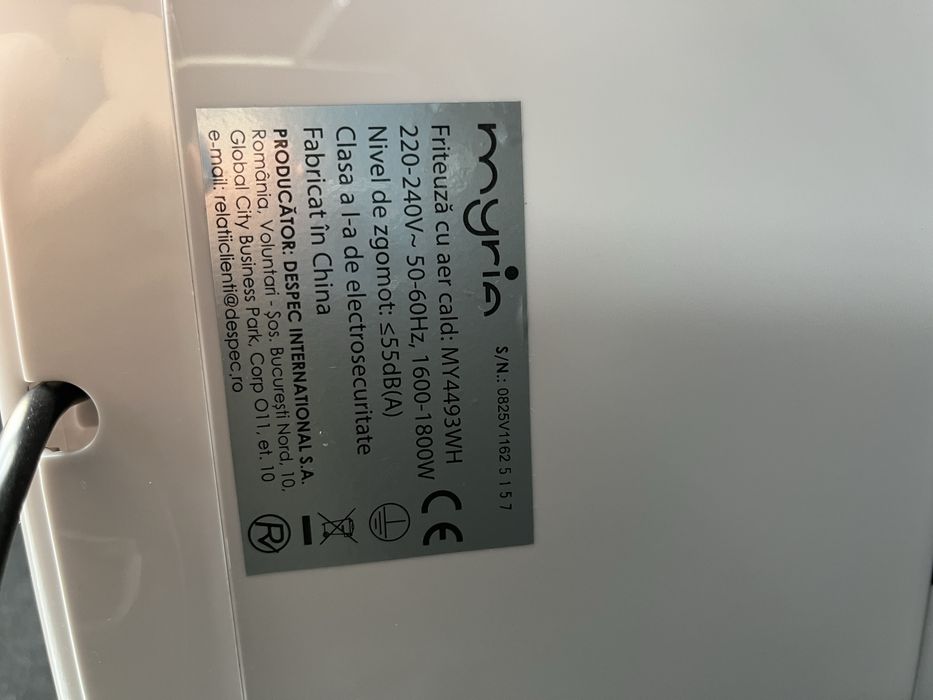 myria
S/N.: 0825V1162 5 1 5 7
Friteuză cu aer cald: MY4493WH
220-240V~ 50-60Hz, 1600-1800W
Nivel de zgomot: ≤55dB(A)
Clasa a I-a de electrosecuritate
Fabricat în China
PRODUCĂTOR: DESPEC INTERNATIONAL S.A.
România, Voluntari - Şos. Bucureşti Nord, 10,
Global City Business Park, Corp O11, et. 10
e-mail: relatiiclienti@despec.ro
CE
R